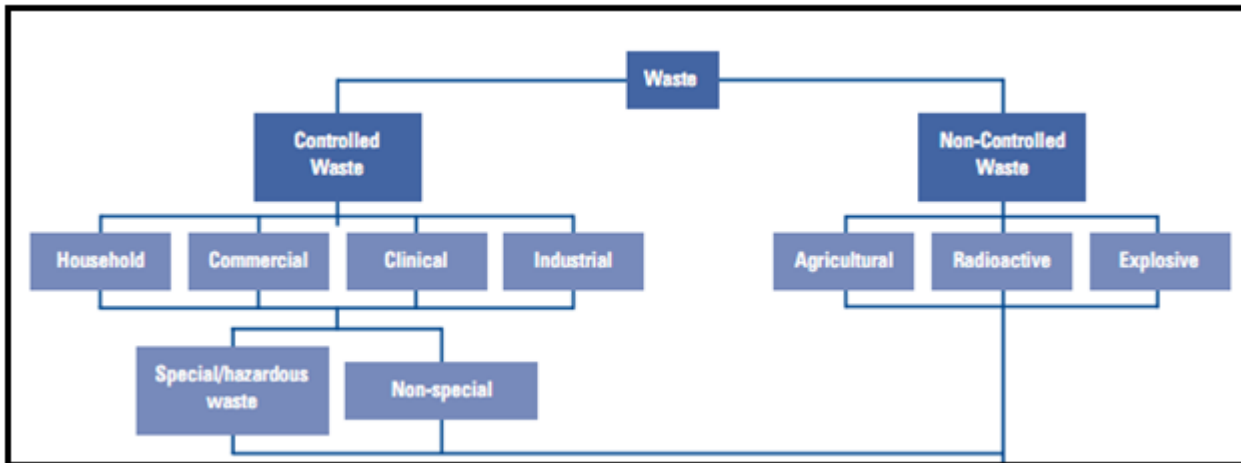 Waste
Controlled
Waste
Non-Controlled
Waste
Household
Commercial
Clinical
Industrial
Agricultural
Radioactive
Explosive
Special/hazardous
waste
Non-special